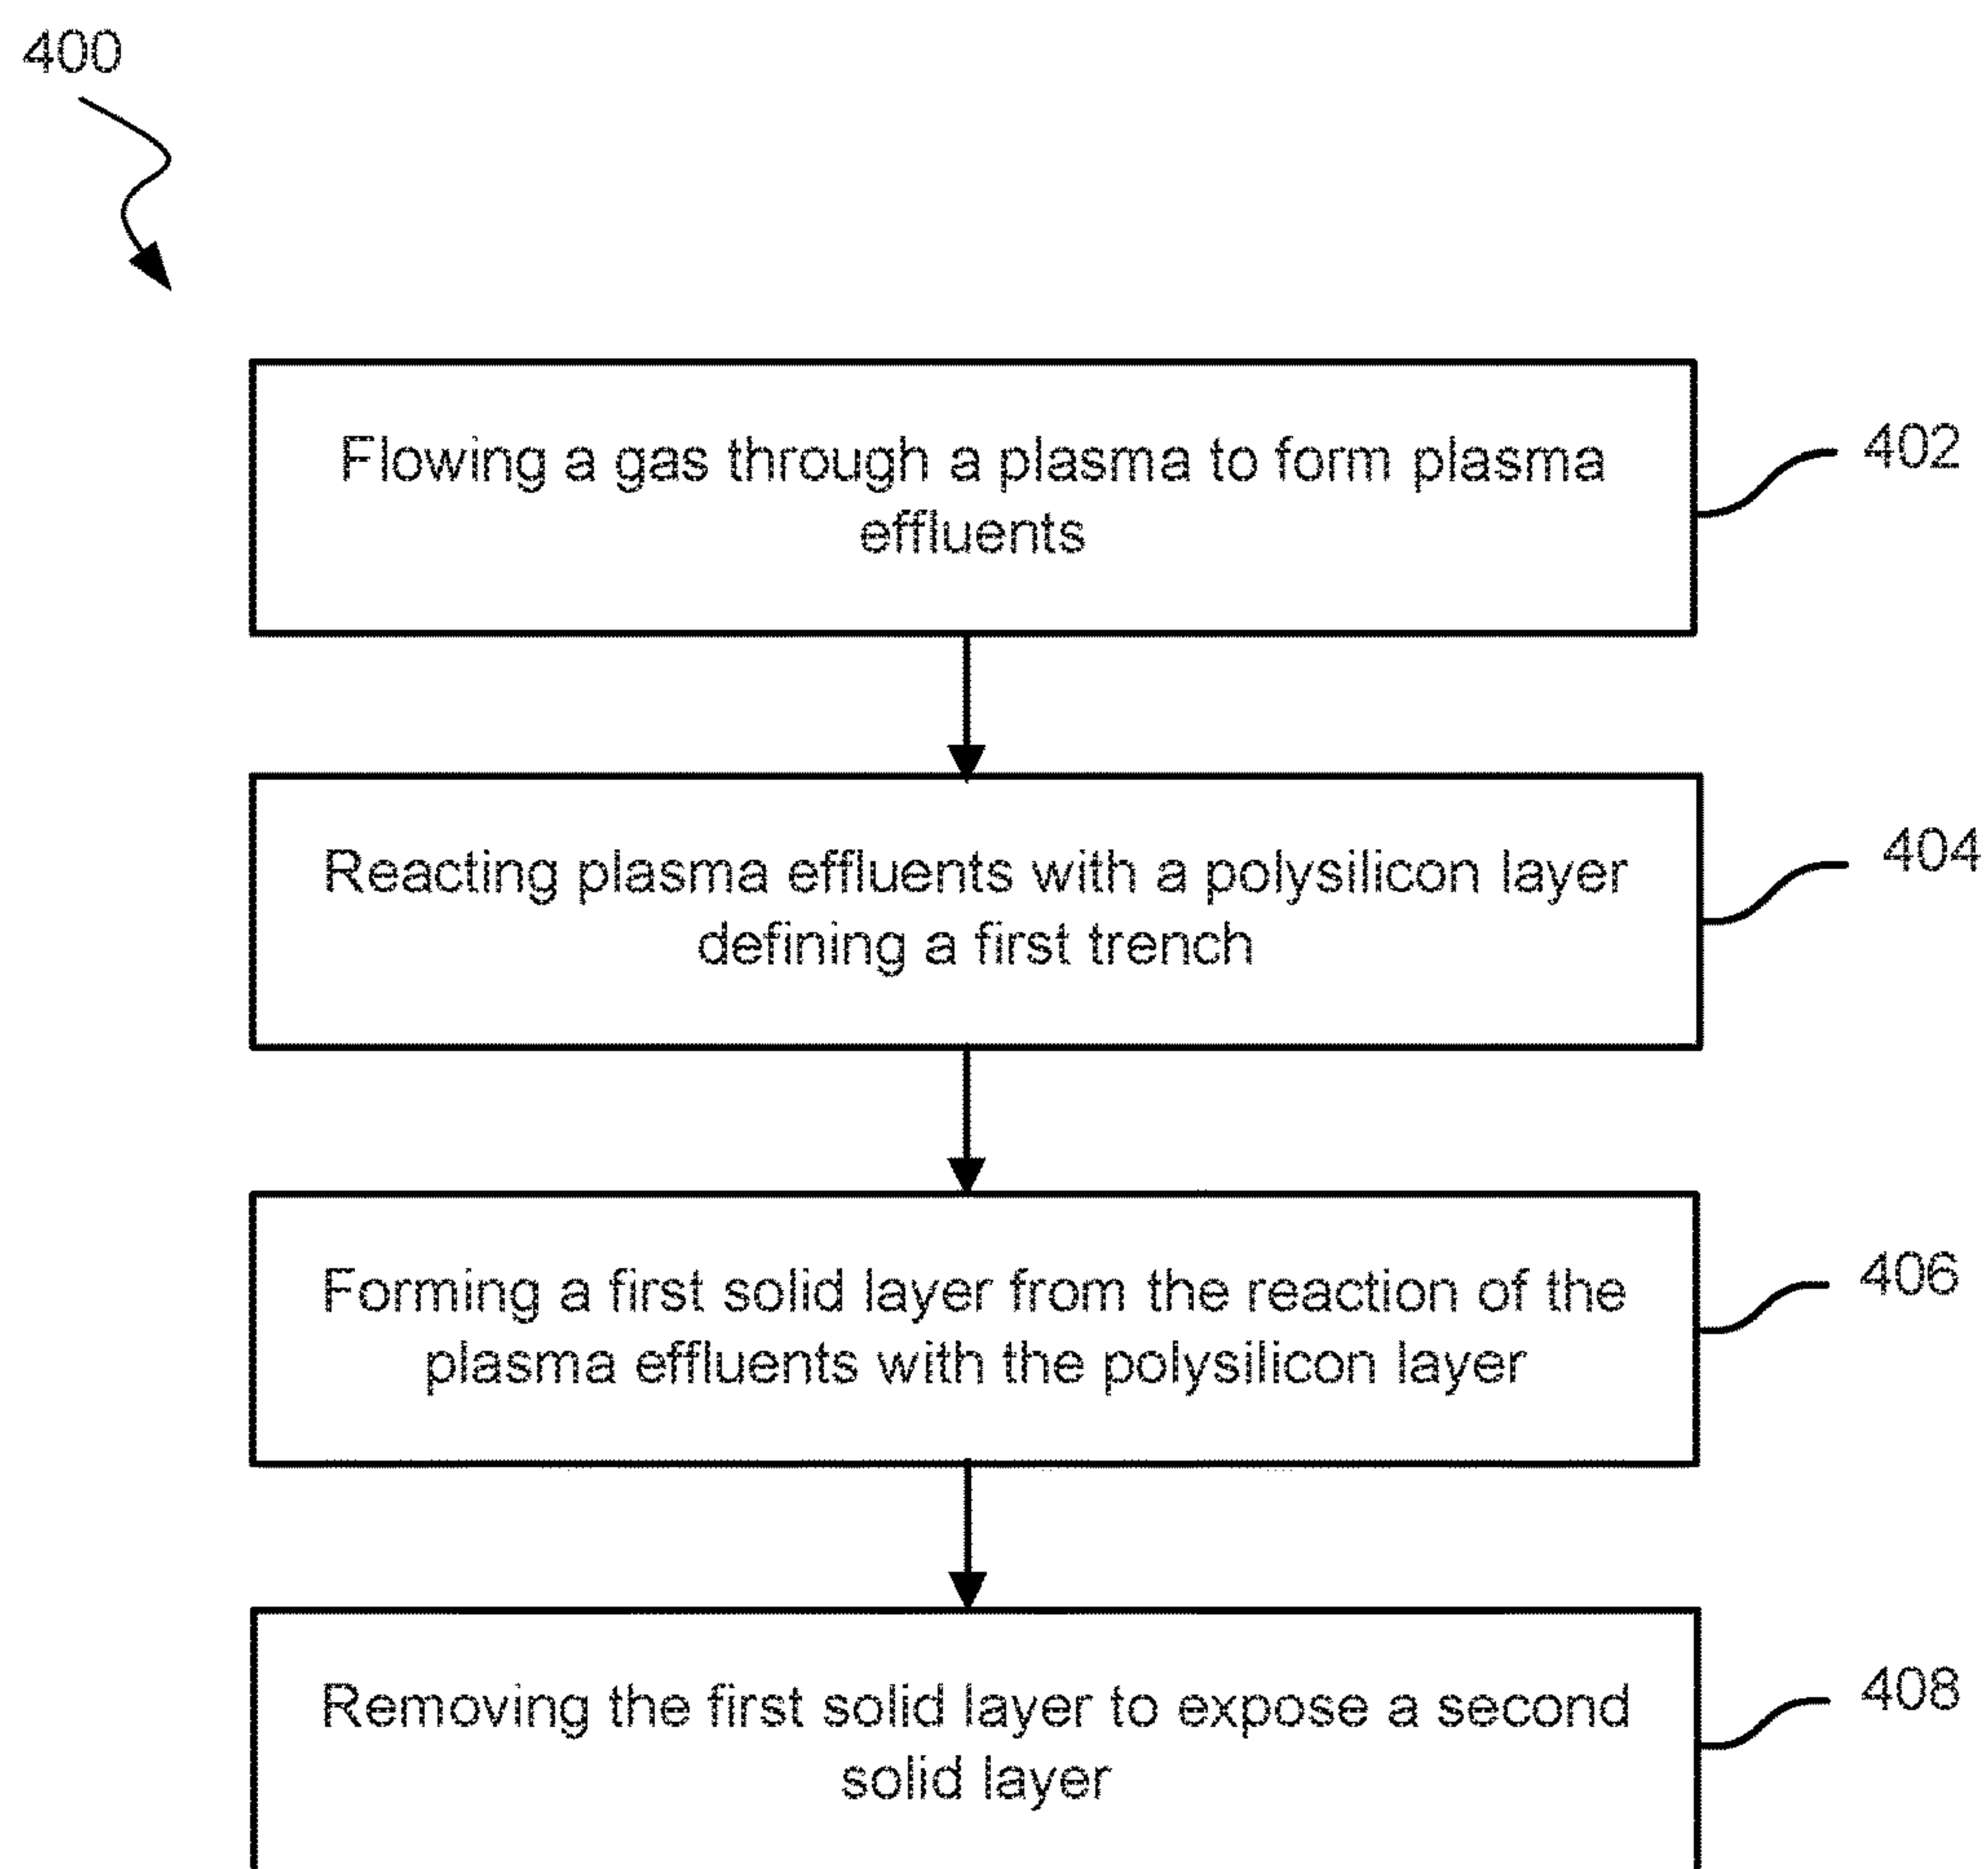 400
Flowing a gas through a plasma to form plasma
effluents
402
Reacting plasma effluents with a polysilicon layer
defining a first trench
404
Forming a first solid layer from the reaction of the
plasma effluents with the polysilicon layer
406
Removing the first solid layer to expose a second
solid layer
408